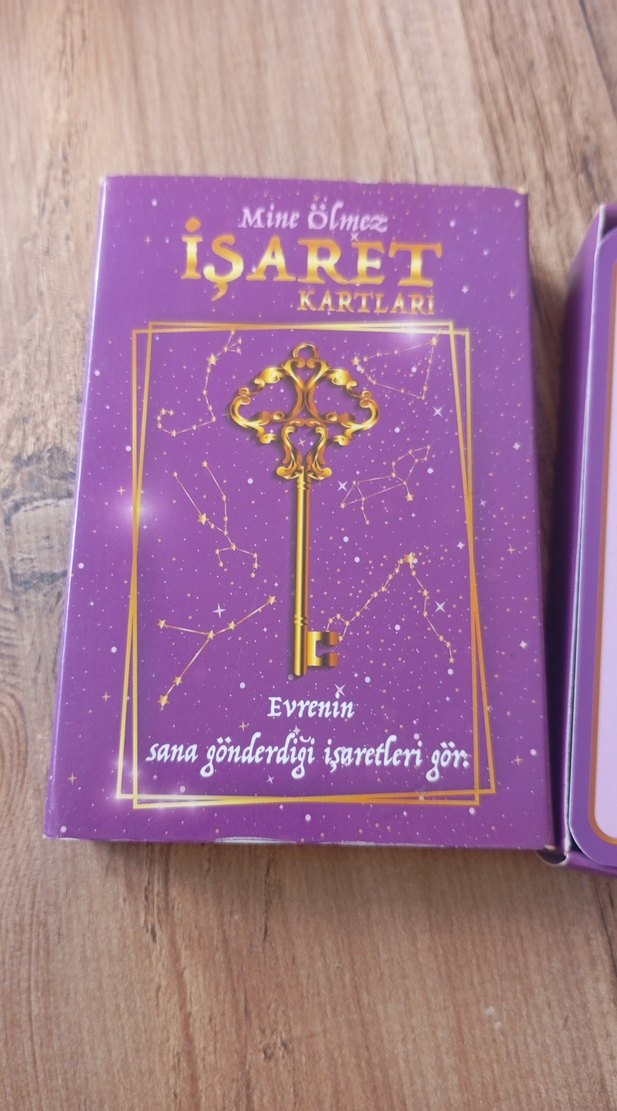 Mine Ölmez
İŞARET
KARTLARI
Evrenin
sana gönderdiği işaretleri gör.